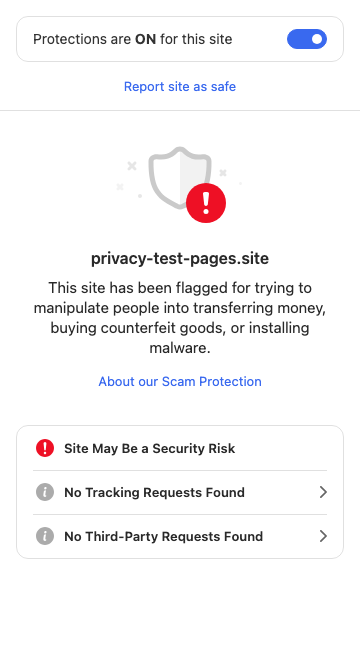 Protections are ON for this site
Report site as safe
privacy-test-pages.site
This site has been flagged for trying to
manipulate people into transferring money,
buying counterfeit goods, or installing
malware.
About our Scam Protection
Site May Be a Security Risk
No Tracking Requests Found
No Third-Party Requests Found